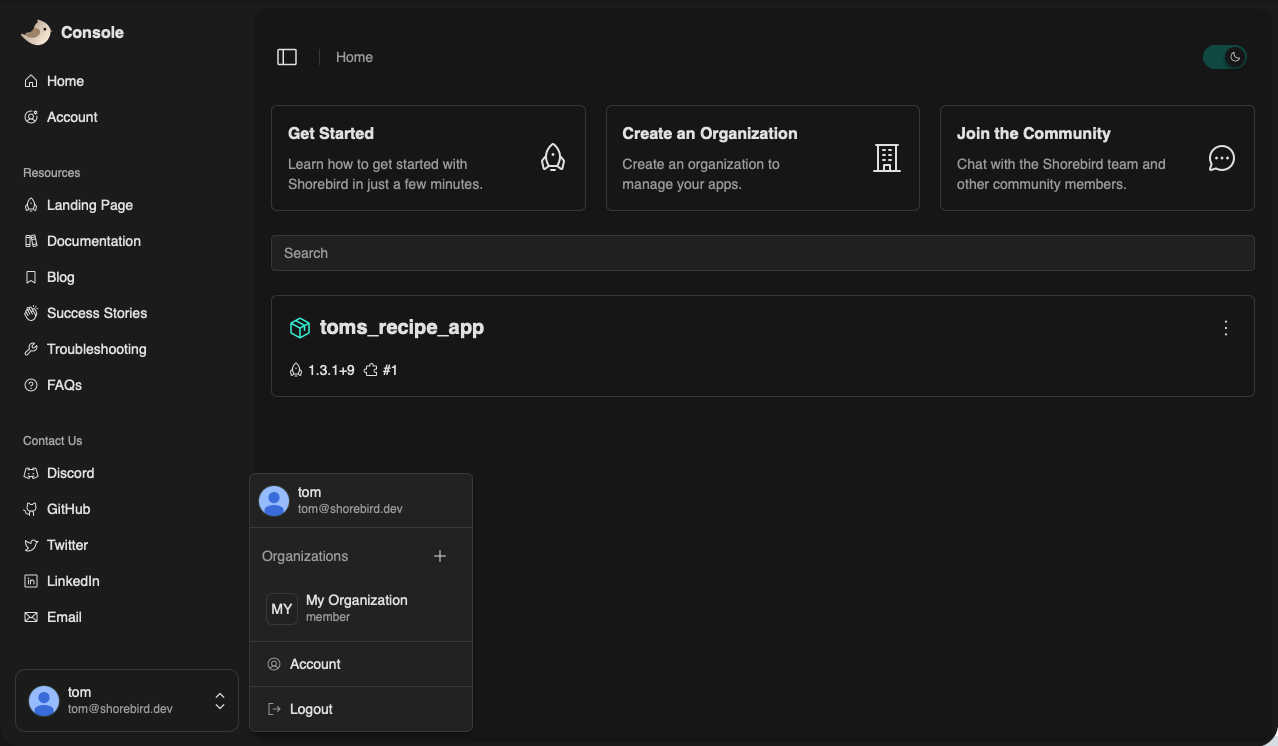 Console
Home
Account
Resources
Landing Page
Documentation
Blog
Success Stories
Troubleshooting
FAQs
Contact Us
Discord
GitHub
Twitter
LinkedIn
Email
tom
tom@shorebird.dev
Home
Get Started
Learn how to get started with
Shorebird in just a few minutes.
Create an Organization
Create an organization to
manage your apps.
Join the Community
Chat with the Shorebird team and
other community members.
Search
toms_recipe_app
1.3.1+9 #1
tom
tom@shorebird.dev
Organizations
MY
My Organization
member
Account
Logout